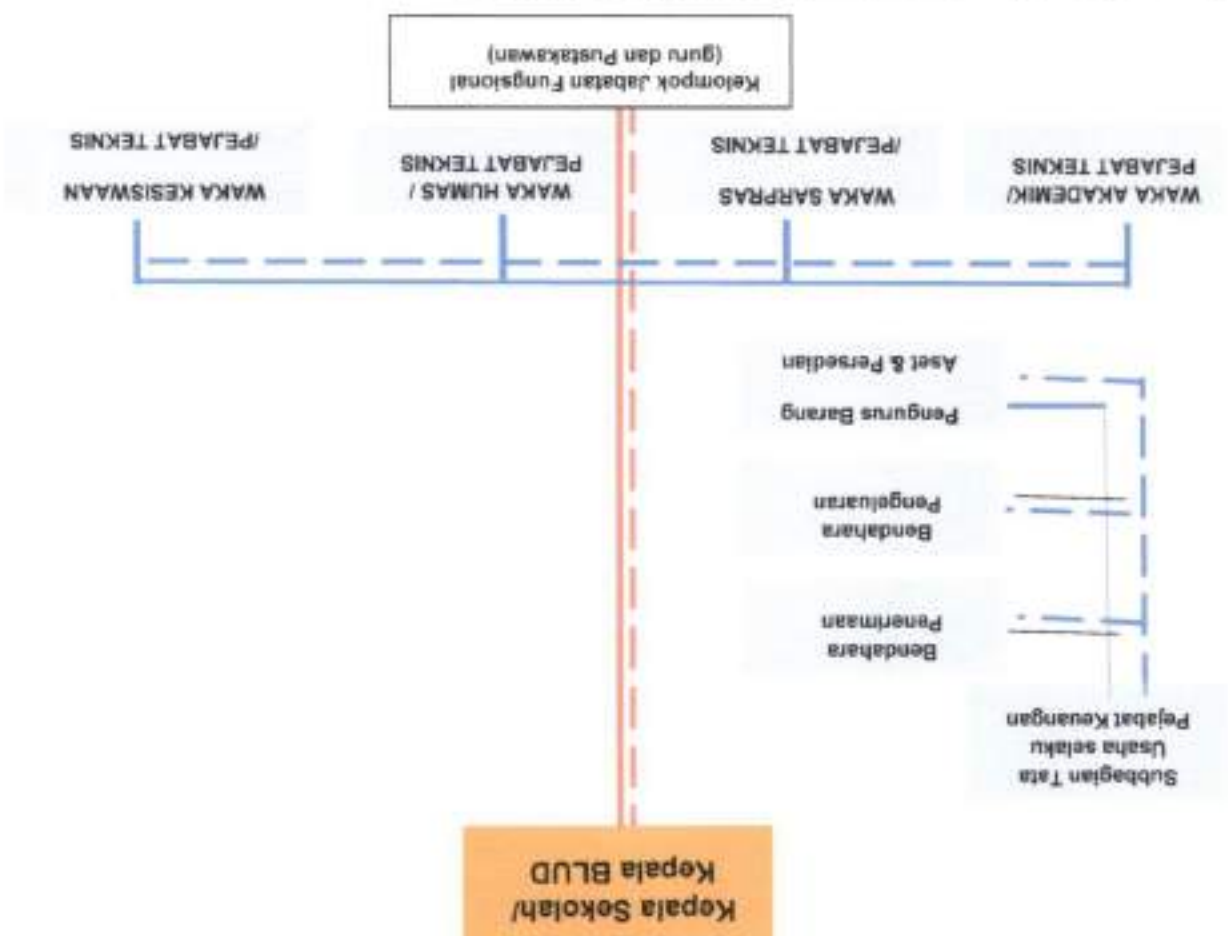 Kepala Sekolah/
Kepala BLUD
Subbagian Tata
Usaha selaku
Pejabat Keuangan
Bendahara
Penerimaan
Bendahara
Pengeluaran
Pengurus Barang
Aset & Persedian
WAKA AKADEMIK/
PEJABAT TEKNIS
WAKA SARPRAS
/PEJABAT TEKNIS
WAKA HUMAS /
PEJABAT TEKNIS
WAKA KESISWAAN
/PEJABAT TEKNIS
Kelompok Jabatan Fungsional
(guru dan Pustakawan)